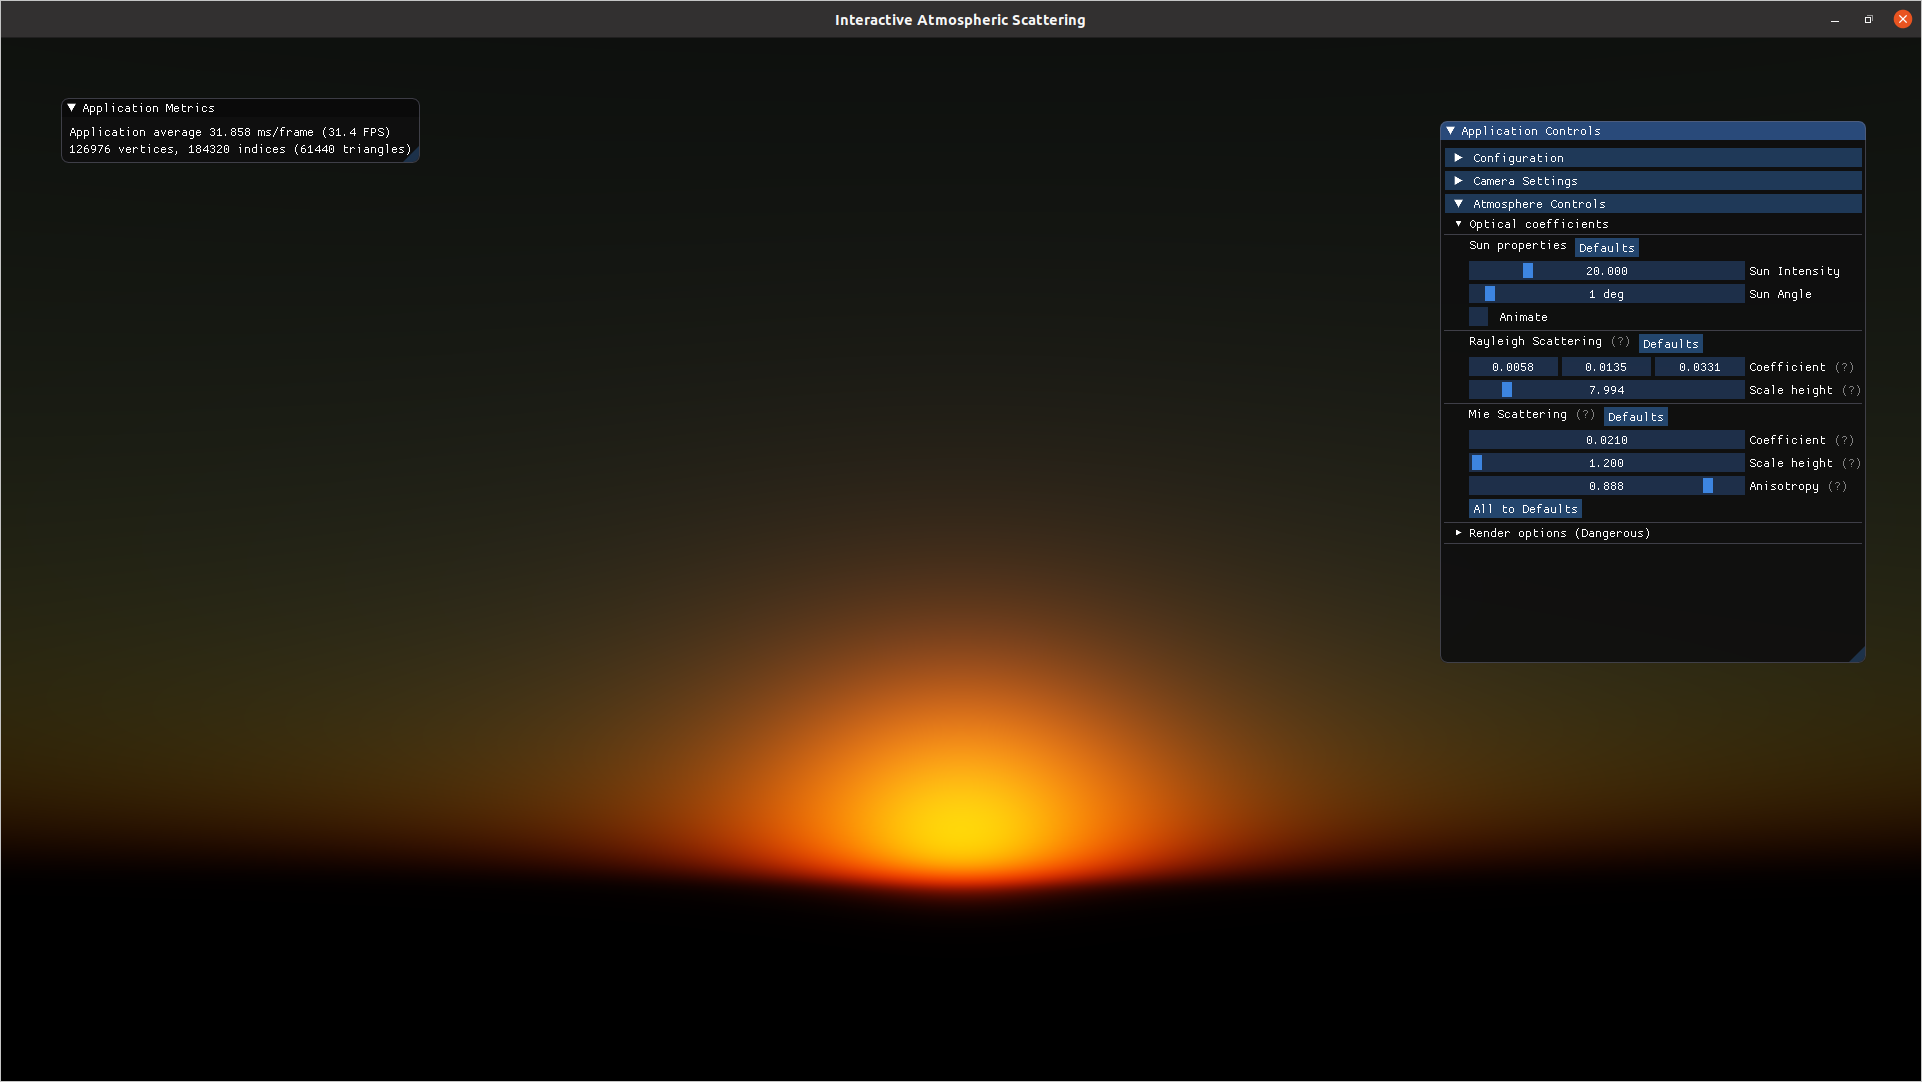 Interactive Atmospheric Scattering
Application Metrics
Application average 31.858 ms/frame (31.4 FPS)
126976 vertices, 184320 indices (61440 triangles)
Application Controls
Configuration
Camera Settings
Atmosphere Controls
Optical coefficients
Sun properties Defaults
20.000 Sun Intensity
1 deg Sun Angle
Animate
Rayleigh Scattering (?) Defaults
0.0058 0.0135 0.0331 Coefficient (?)
7.994 Scale height (?)
Mie Scattering (?) Defaults
0.0210 Coefficient (?)
1.200 Scale height (?)
0.888 Anisotropy (?)
All to Defaults
Render options (Dangerous)